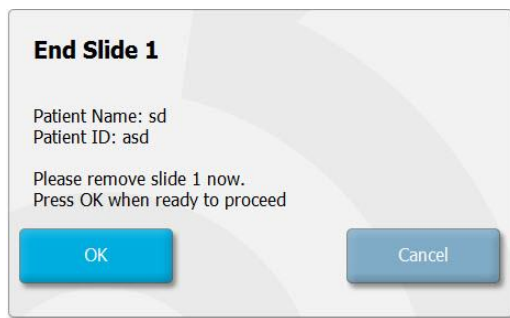 End Slide 1
Patient Name: sd
Patient ID: asd
Please remove slide 1 now.
Press OK when ready to proceed
OK
Cancel